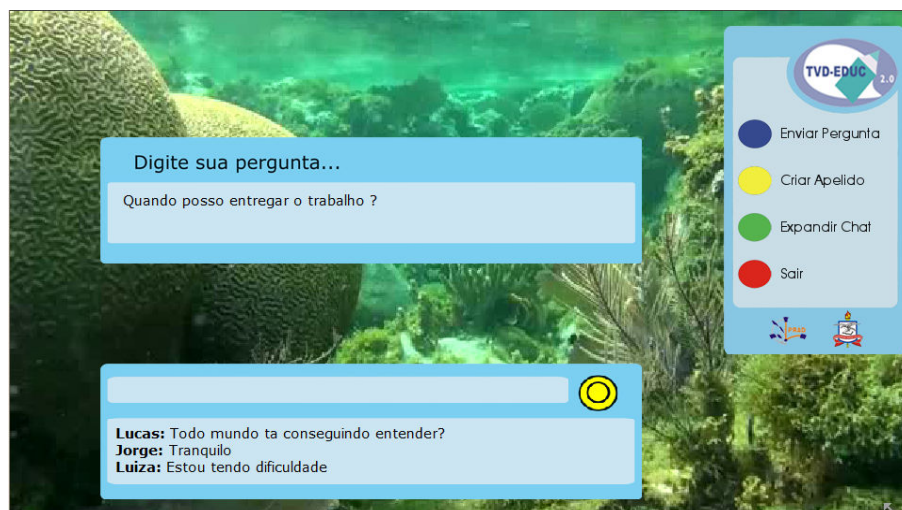 TVD-EDUC
2.0
Enviar Pergunta
Criar Apelido
Expandir Chat
Sair
Digite sua pergunta...
Quando posso entregar o trabalho ?
Lucas: Todo mundo ta conseguindo entender?
Jorge: Tranquilo
Luiza: Estou tendo dificuldade